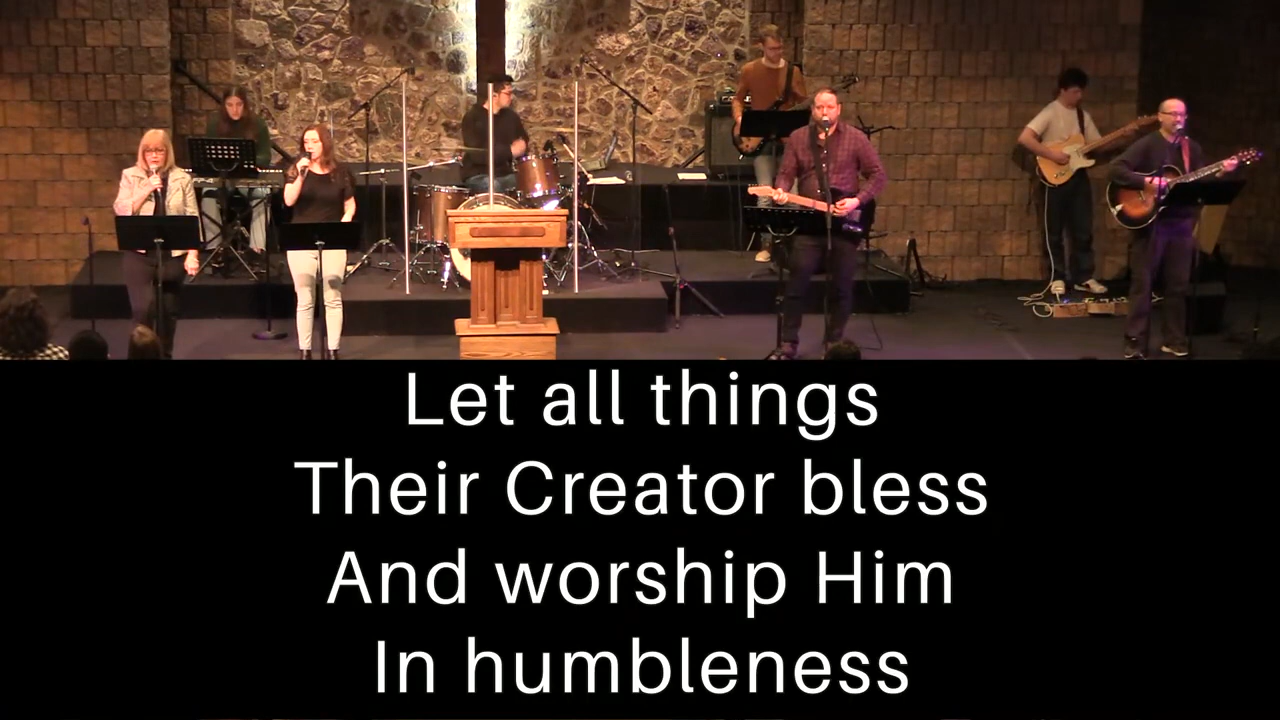 Let all things
Their Creator bless
And worship Him
In humbleness